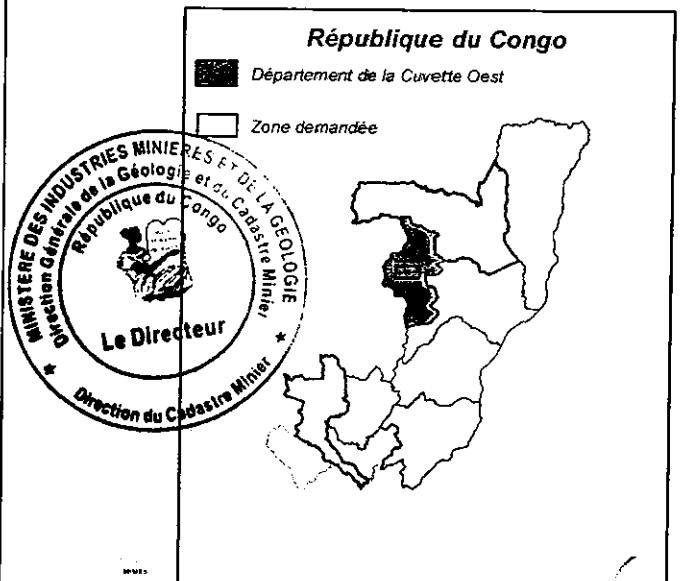 République du Congo
Département de la Cuvette Oest
Zone demandée
MINISTERE DES INDUSTRIES MINIERES ET DE LA GEOLOGIE
Direction Générale de la Géologie et du Cadastre Minier
République du Congo
Le Directeur
★ Direction du Cadastre Minier ★